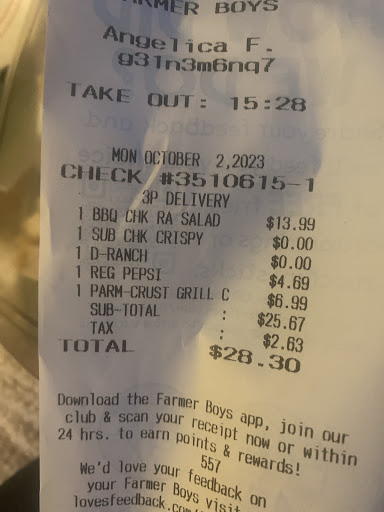 FARMER BOYS
Angelica F.
g31n3m6nq7
TAKE OUT: 15:28
MON OCTOBER 2,2023
CHECK #3510615-1
3P DELIVERY
1 BBQ CHK RA SALAD $13.99
1 SUB CHK CRISPY $0.00
1 D-RANCH $0.00
1 REG PEPSI $4.69
1 PARM-CRUST GRILL C $6.99
SUB-TOTAL : $25.67
TAX : $2.63
TOTAL $28.30
Download the Farmer Boys app, join our
club & scan your receipt now or within
24 hrs. to earn points & rewards!
557
We'd love your feedback on
your Farmer Boys visit
lovesfeedback.com